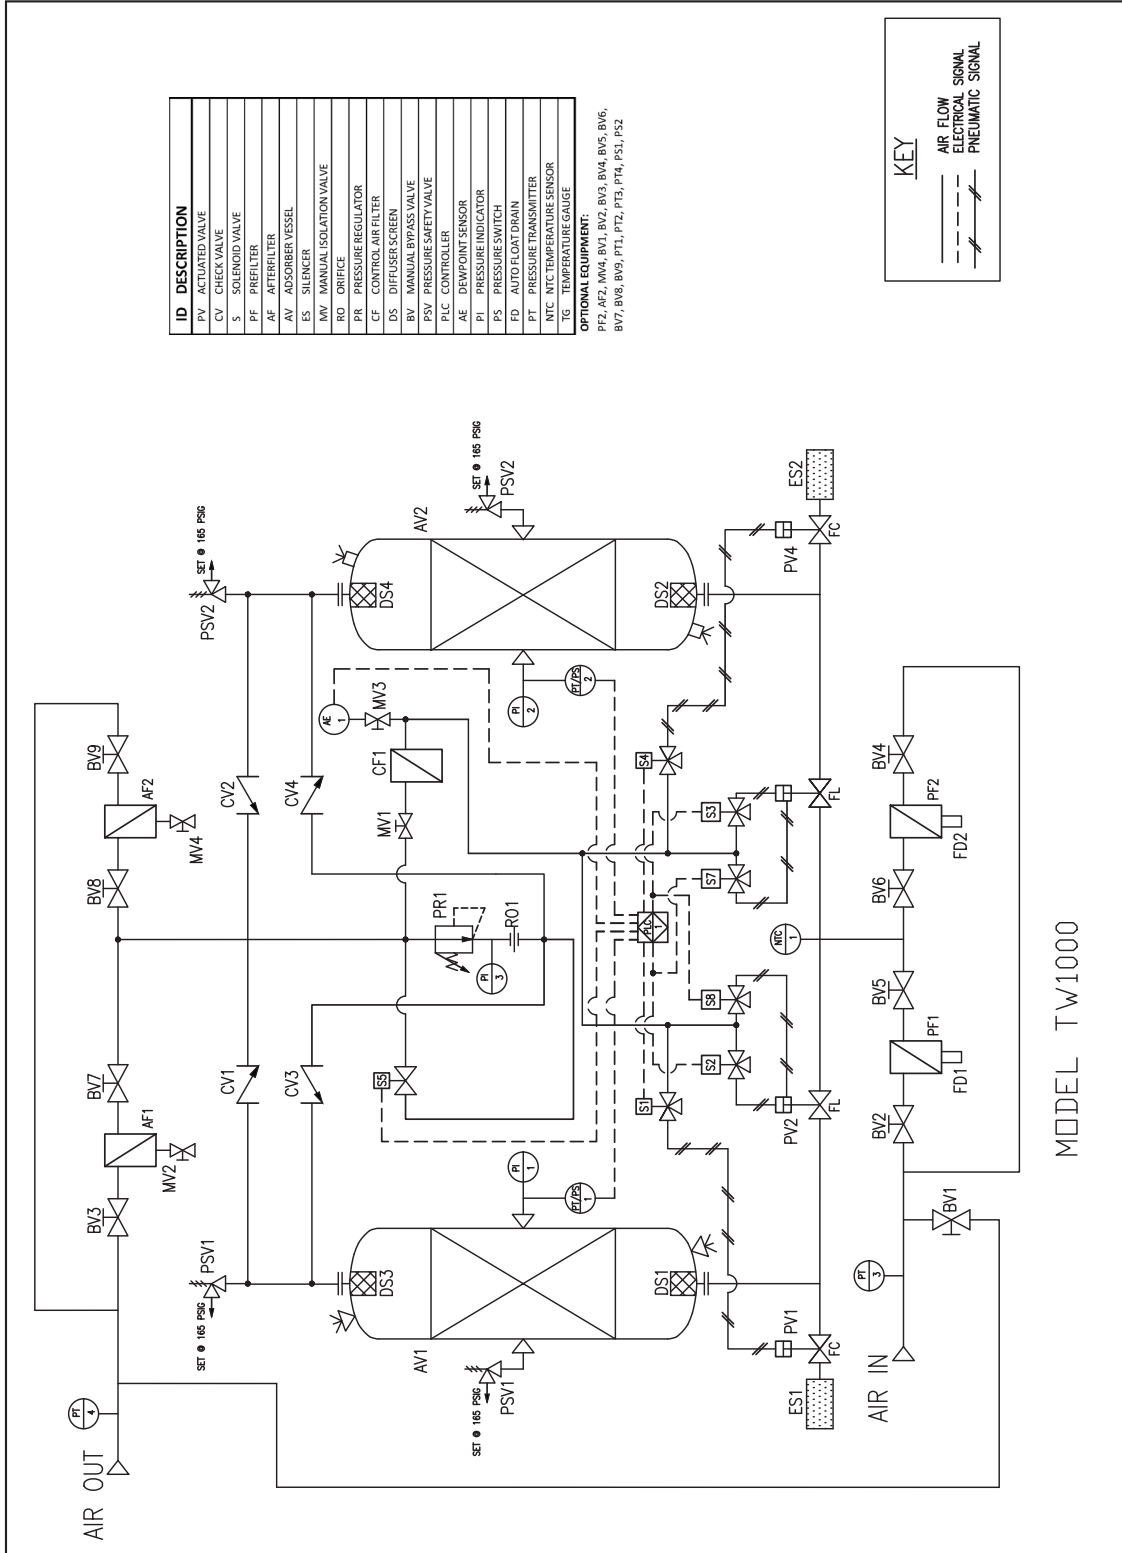 ID DESCRIPTION
PV ACTUATED VALVE
CV CHECK VALVE
S SOLENOID VALVE
PF PREFILTER
AF AFTERFILTER
AV ADSORBER VESSEL
ES SILENCER
MV MANUAL ISOLATION VALVE
RO ORIFICE
PR PRESSURE REGULATOR
CF CONTROL AIR FILTER
DS DIFFUSER SCREEN
BV MANUAL BYPASS VALVE
PSV PRESSURE SAFETY VALVE
PLC CONTROLLER
AE DEWPOINT SENSOR
PI PRESSURE INDICATOR
PS PRESSURE SWITCH
FD AUTO FLOAT DRAIN
PT PRESSURE TRANSMITTER
NTC NTC TEMPERATURE SENSOR
TG TEMPERATURE GAUGE
OPTIONAL EQUIPMENT:
PF2, AF2, MV4, BV1, BV2, BV3, BV4, BV5, BV6,
BV7, BV8, BV9, PT1, PT2, PT3, PT4, PS1, PS2
KEY
AIR FLOW
ELECTRICAL SIGNAL
PNEUMATIC SIGNAL
AIR OUT
PT
4
BV3
AF1
MV2
BV7
BV8
AF2
MV4
BV9
SET @ 165 PSIG
PSV1
CV1
CV2
SET @ 165 PSIG
PSV2
CV3
CV4
DS3
AV1
SET @ 165 PSIG
PSV1
DS1
PI
1
PT/PS
1
S5
PR1
PI
3
RO1
MV1
CF1
MV3
AE
1
DS4
AV2
SET @ 165 PSIG
PSV2
DS2
PI
2
PT/PS
2
PLC
1
S1
S2
S8
S7
S3
S4
ES1
FC
PV1
PV2
FL
FL
PV4
FC
ES2
AIR IN
PT
3
BV1
BV2
PF1
FD1
BV5
NTC
1
BV6
PF2
FD2
BV4
MODEL TW1000